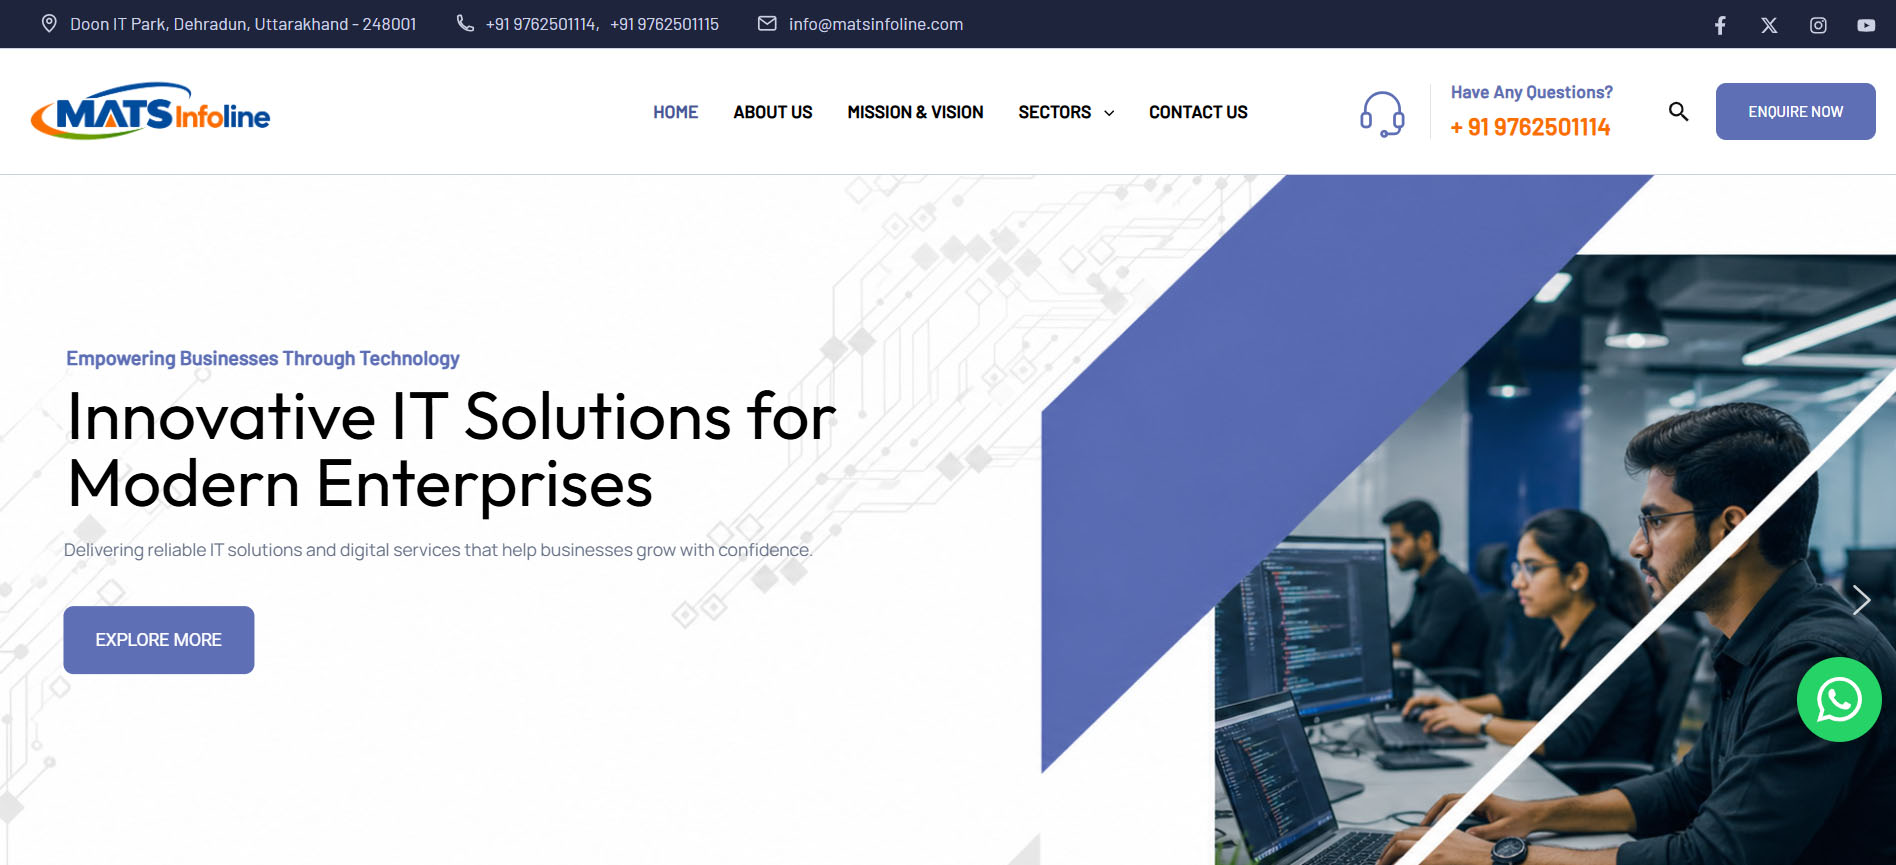 Doon IT Park, Dehradun, Uttarakhand - 248001
+91 9762501114, +91 9762501115
info@matsinfoline.com
MATS Infoline
HOME
ABOUT US
MISSION & VISION
SECTORS
CONTACT US
Have Any Questions?
+ 91 9762501114
ENQUIRE NOW
Empowering Businesses Through Technology
Innovative IT Solutions for
Modern Enterprises
Delivering reliable IT solutions and digital services that help businesses grow with confidence.
EXPLORE MORE